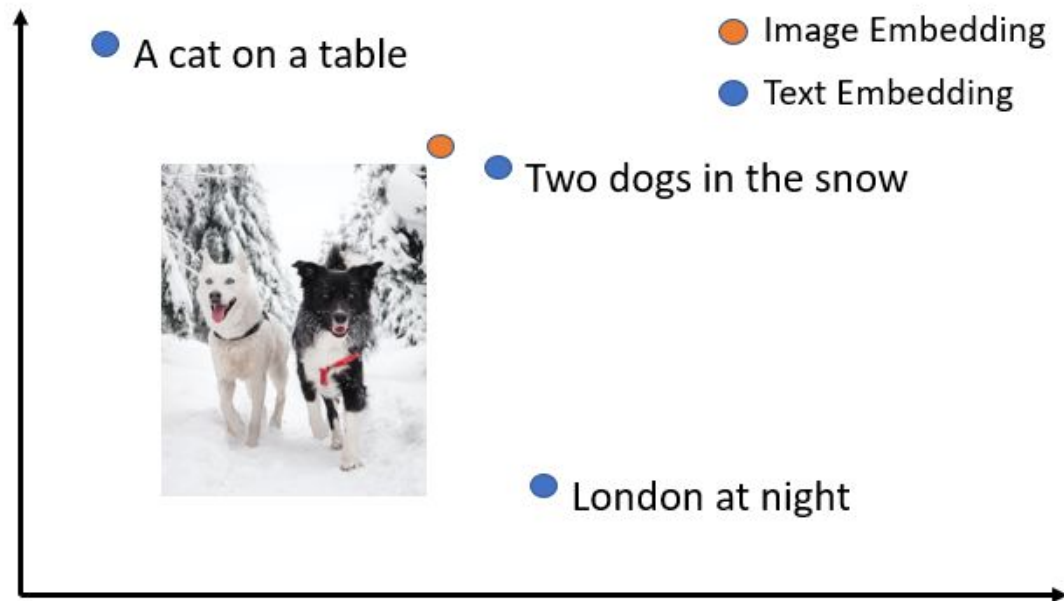 Image Embedding
A cat on a table
Text Embedding
Two dogs in the snow
London at night